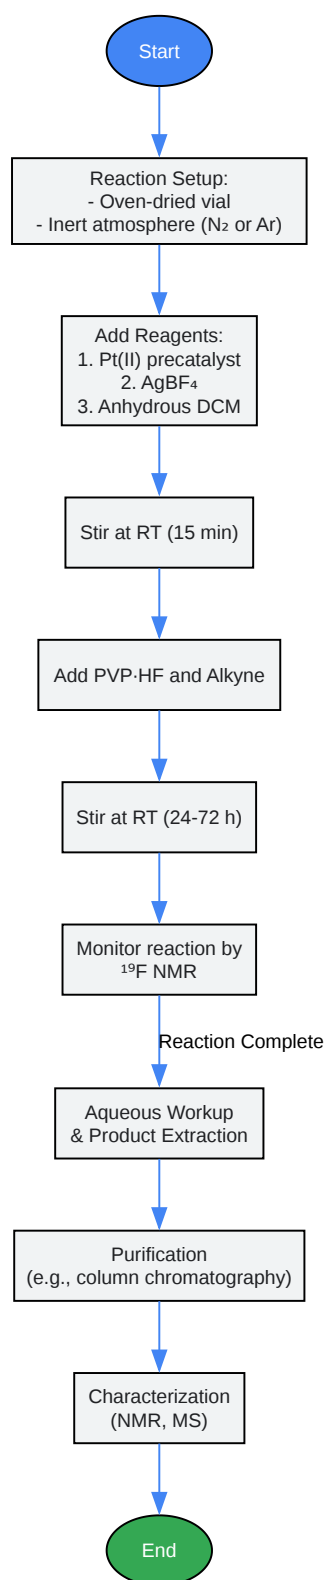 Start
Reaction Setup:
- Oven-dried vial
- Inert atmosphere (N₂ or Ar)
Add Reagents:
1. Pt(II) precatalyst
2. AgBF₄
3. Anhydrous DCM
Stir at RT (15 min)
Add PVP·HF and Alkyne
Stir at RT (24-72 h)
Monitor reaction by
¹⁹F NMR
Reaction Complete
Aqueous Workup
& Product Extraction
Purification
(e.g., column chromatography)
Characterization
(NMR, MS)
End